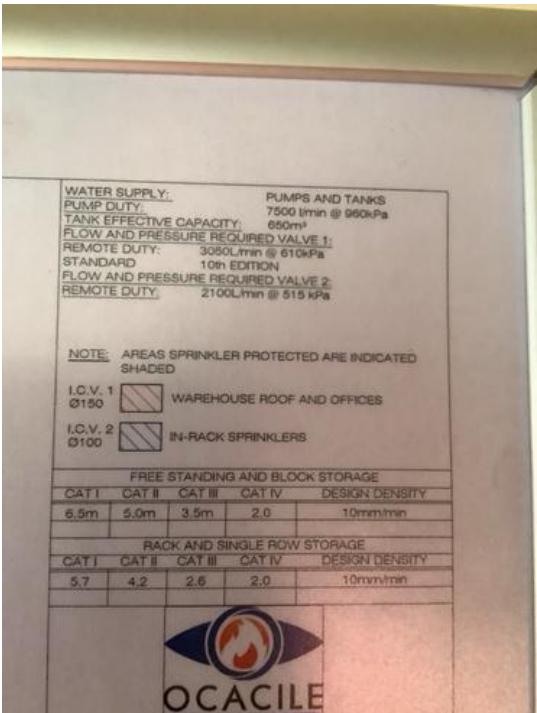 WATER SUPPLY: PUMPS AND TANKS
PUMP DUTY: 7500 l/min @ 960kPa
TANK EFFECTIVE CAPACITY: 650m³
FLOW AND PRESSURE REQUIRED VALVE 1:
REMOTE DUTY: 3050L/min @ 610kPa
STANDARD 10th EDITION
FLOW AND PRESSURE REQUIRED VALVE 2:
REMOTE DUTY: 2100L/min @ 515 kPa
NOTE: AREAS SPRINKLER PROTECTED ARE INDICATED
SHADED
I.C.V. 1
Ø150 WAREHOUSE ROOF AND OFFICES
I.C.V. 2
Ø100 IN-RACK SPRINKLERS
FREE STANDING AND BLOCK STORAGE
CAT I CAT II CAT III CAT IV DESIGN DENSITY
6.5m 5.0m 3.5m 2.0 10mm/min
RACK AND SINGLE ROW STORAGE
CAT I CAT II CAT III CAT IV DESIGN DENSITY
5.7 4.2 2.6 2.0 10mm/min
OCACILE